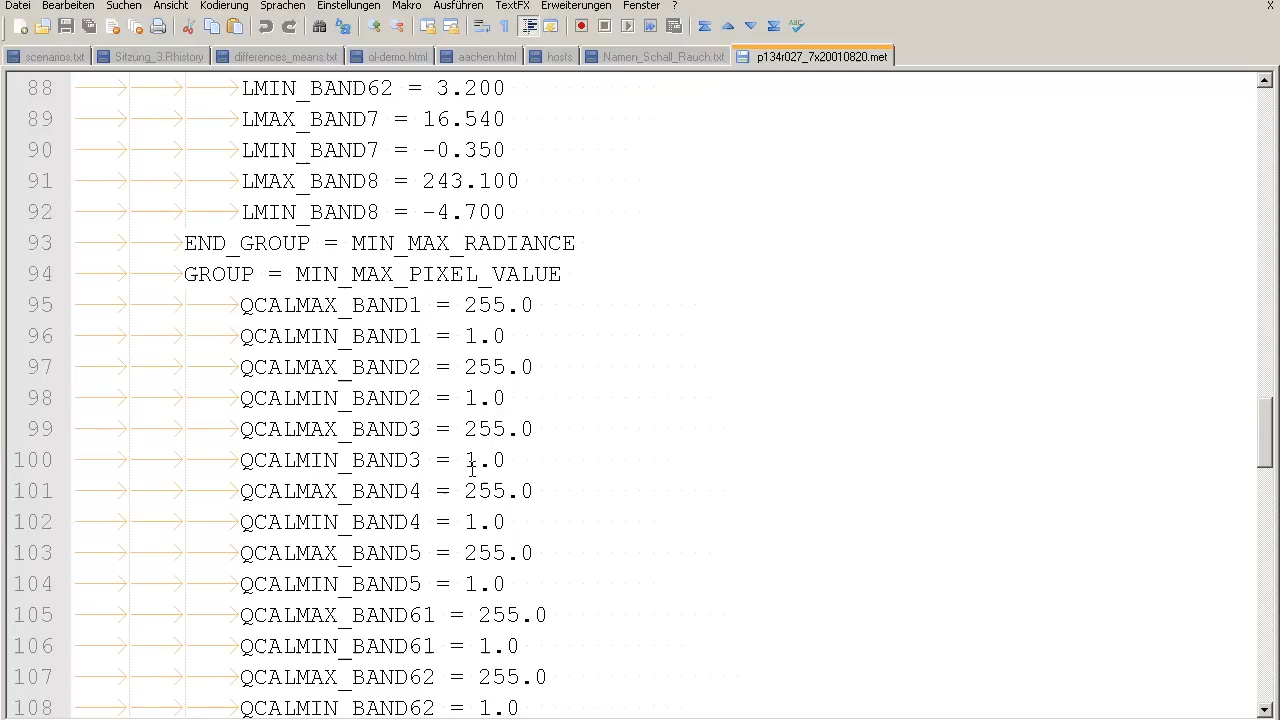 Datei Bearbeiten Suchen Ansicht Kodierung Sprachen Einstellungen Makro Ausführen TextFX Erweiterungen Fenster ? X
scenarios.txt Sitzung_3.Rhistory differences_means.txt ol-demo.html aachen.html hosts Namen_Schall_Rauch.txt p134r027_7x20010820.met
88 LMIN_BAND62 = 3.200
89 LMAX_BAND7 = 16.540
90 LMIN_BAND7 = -0.350
91 LMAX_BAND8 = 243.100
92 LMIN_BAND8 = -4.700
93 END_GROUP = MIN_MAX_RADIANCE
94 GROUP = MIN_MAX_PIXEL_VALUE
95 QCALMAX_BAND1 = 255.0
96 QCALMIN_BAND1 = 1.0
97 QCALMAX_BAND2 = 255.0
98 QCALMIN_BAND2 = 1.0
99 QCALMAX_BAND3 = 255.0
100 QCALMIN_BAND3 = 1.0
101 QCALMAX_BAND4 = 255.0
102 QCALMIN_BAND4 = 1.0
103 QCALMAX_BAND5 = 255.0
104 QCALMIN_BAND5 = 1.0
105 QCALMAX_BAND61 = 255.0
106 QCALMIN_BAND61 = 1.0
107 QCALMAX_BAND62 = 255.0
108 QCALMIN_BAND62 = 1.0